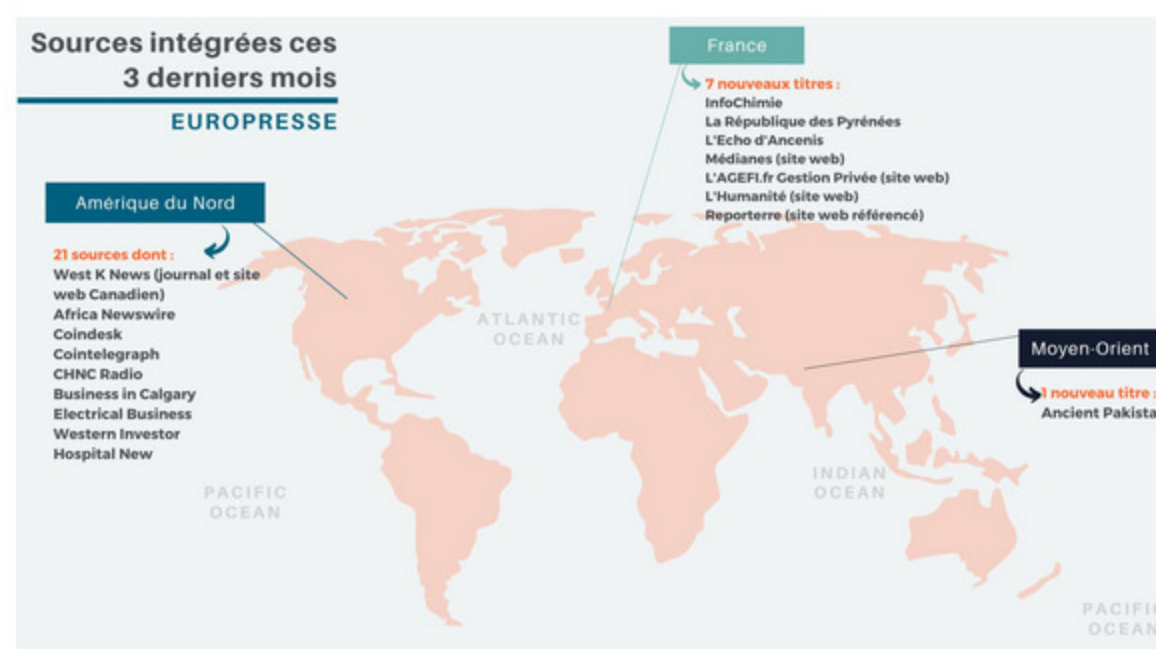 Sources intégrées ces
3 derniers mois
EUROPRESSE
France
7 nouveaux titres :
InfoChimie
La République des Pyrénées
L'Echo d'Ancenis
Médianes (site web)
L'AGEFI.fr Gestion Privée (site web)
L'Humanité (site web)
Reporterre (site web référencé)
Amérique du Nord
21 sources dont :
West K News (journal et site
web Canadien)
Africa Newswire
Coindesk
Cointelegraph
CHNC Radio
Business in Calgary
Electrical Business
Western Investor
Hospital New
ATLANTIC
OCEAN
Moyen-Orient
1 nouveau titre :
Ancient Pakista
INDIAN
OCEAN
PACIFIC
OCEAN
PACIFIC
OCEAN